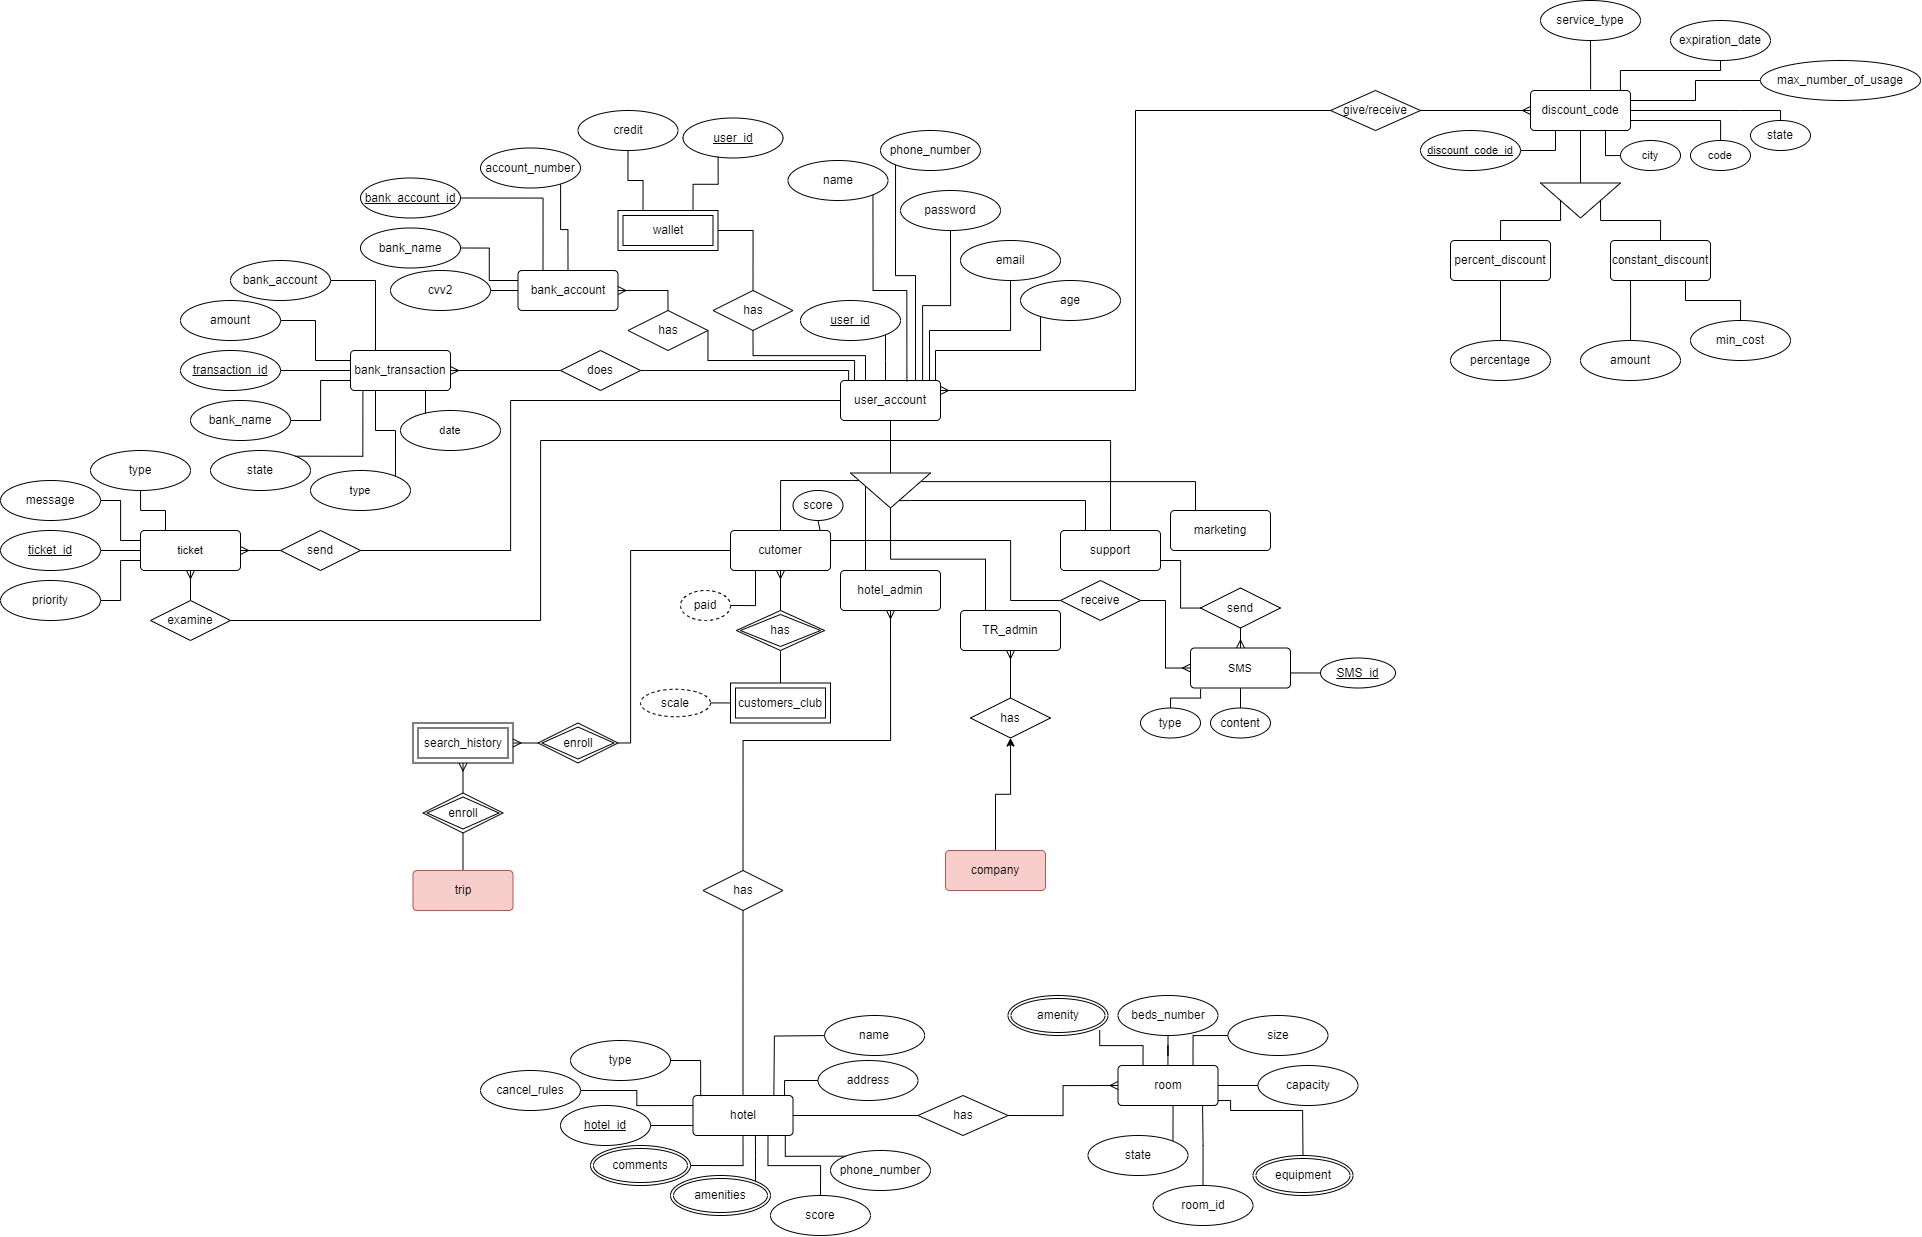 service_type
expiration_date
max_number_of_usage
give/receive
discount_code
state
discount_code_id
city
code
percent_discount
constant_discount
percentage
amount
min_cost
credit
user_id
account_number
phone_number
name
bank_account_id
password
wallet
bank_name
email
bank_account
cvv2
bank_account
age
has
has
user_id
amount
transaction_id
bank_transaction
does
user_account
bank_name
date
state
type
type
message
score
marketing
ticket_id
ticket
send
cutomer
support
priority
examine
paid
has
hotel_admin
TR_admin
receive
send
SMS
SMS_id
scale
customers_club
has
type
content
search_history
enroll
enroll
trip
company
has
amenity
beds_number
size
name
type
address
cancel_rules
room
capacity
hotel_id
hotel
has
comments
phone_number
state
equipment
amenities
score
room_id